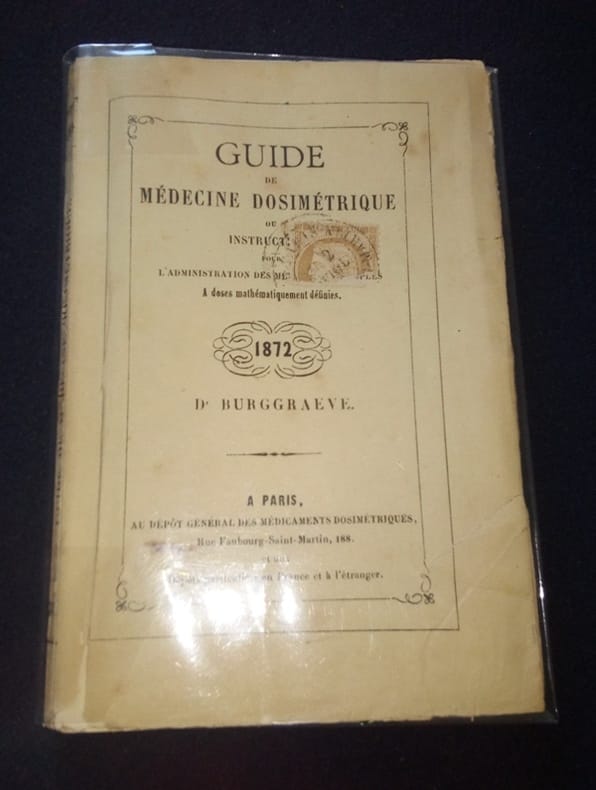 GUIDE
DE
MÉDECINE DOSIMÉTRIQUE
OU
INSTRUCT
POUR
L'ADMINISTRATION DES
A doses mathématiquement définies.
1872
Dr BURGGRAEVE.
A PARIS,
AU DÉPÔT GÉNÉRAL DES MÉDICAMENTS DOSIMÉTRIQUES,
Rue Faubourg-Saint-Martin, 188.
en France et à l'étranger.